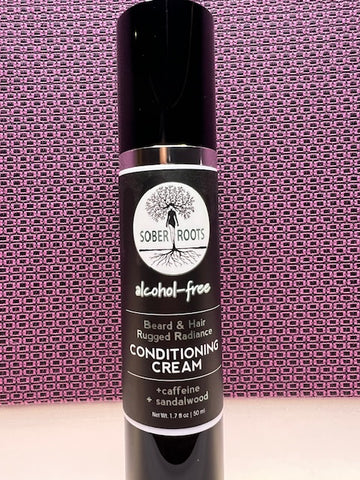 SOBER ROOTS
alcohol-free
Beard & Hair
Rugged Radiance
CONDITIONING
CREAM
+caffeine
+ sandalwood
Net Wt. 1.7 fl oz | 50 ml